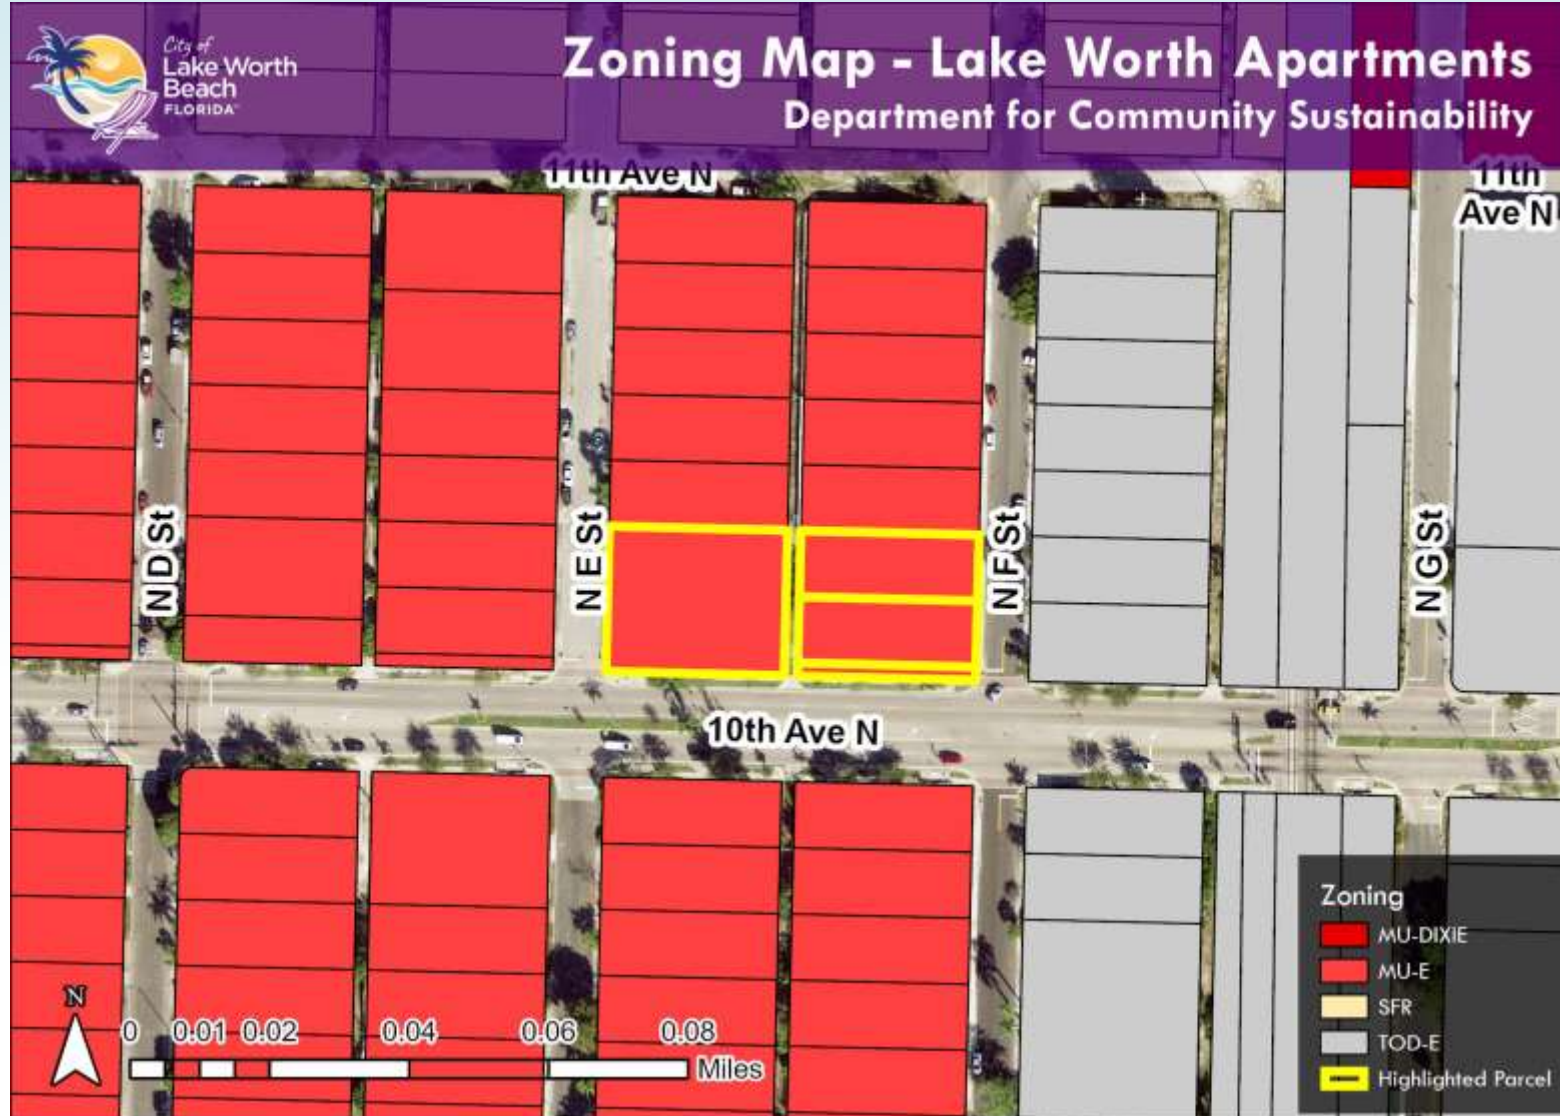 City of
Lake Worth
Beach
FLORIDA
Zoning Map - Lake Worth Apartments
Department for Community Sustainability
11th Ave N
11th
Ave N
N D St
N E St
N F St
N G St
10th Ave N
Zoning
MU-DIXIE
MU-E
SFR
TOD-E
Highlighted Parcel
N
0 0.01 0.02 0.04 0.06 0.08
Miles